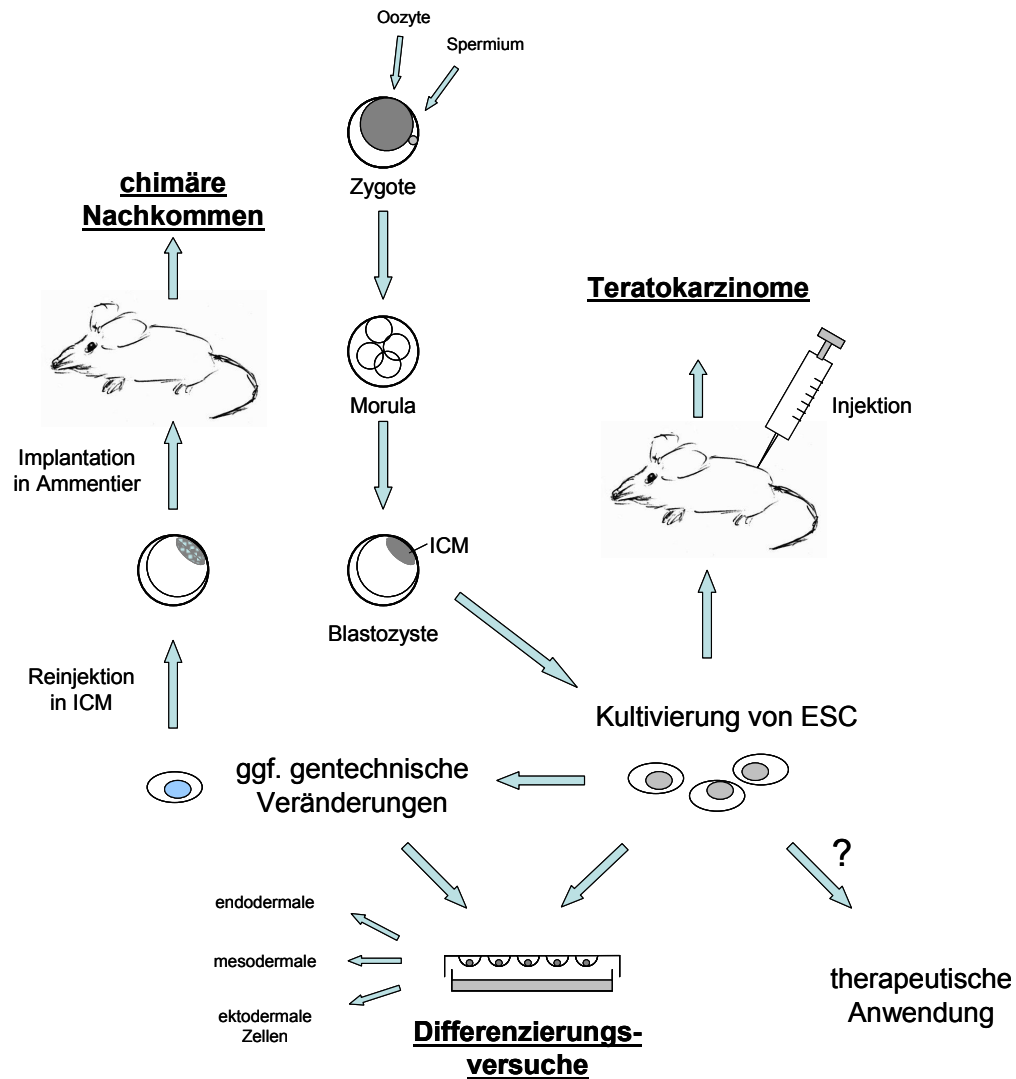 Oozyte
Spermium
Zygote
chimäre
Nachkommen
Teratokarzinome
Morula
Injektion
Implantation
in Ammentier
ICM
Blastozyste
Reinjektion
in ICM
Kultivierung von ESC
ggf. gentechnische
Veränderungen
?
endodermale
mesodermale
ektodermale
Zellen
therapeutische
Anwendung
Differenzierungs-
versuche